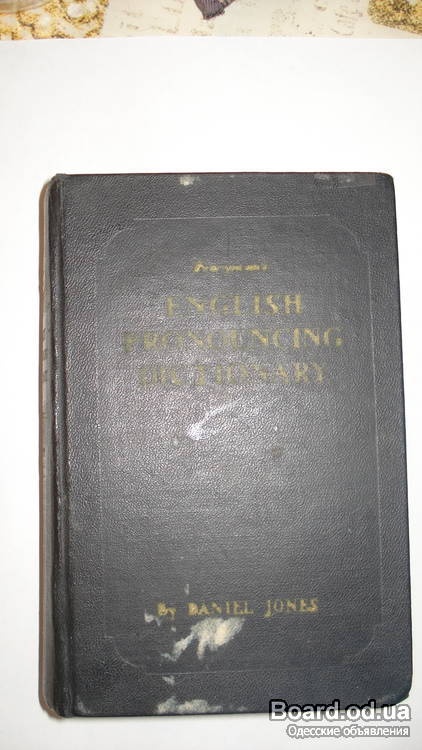 ENGLISH
PRONOUNCING
DICTIONARY
By DANIEL JONES
Board.od.ua
Одесские объявления